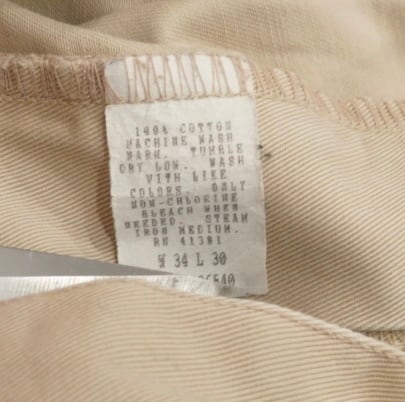 100% COTTON
MACHINE WASH
WARM. TUMBLE
DRY LOW. WASH
WITH LIKE
COLORS. ONLY
NON-CHLORINE
BLEACH WHEN
NEEDED. STEAM
IRON MEDIUM.
RN 41381
W 34 L 30
6540